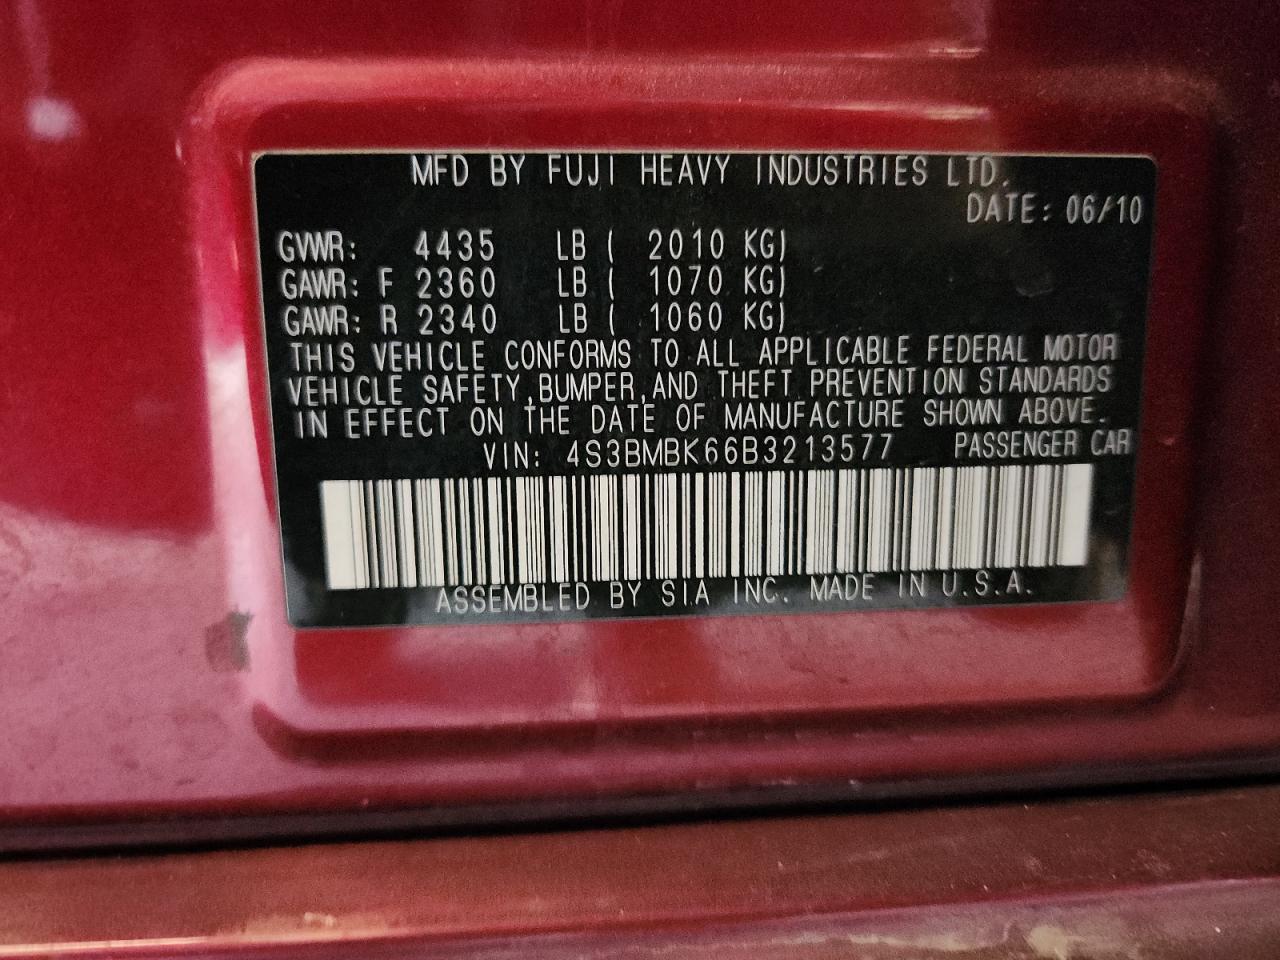 MFD BY FUJI HEAVY INDUSTRIES LTD.
DATE: 06/10
GVWR: 4435 LB ( 2010 KG)
GAWR: F 2360 LB ( 1070 KG)
GAWR: R 2340 LB ( 1060 KG)
THIS VEHICLE CONFORMS TO ALL APPLICABLE FEDERAL MOTOR
VEHICLE SAFETY,BUMPER,AND THEFT PREVENTION STANDARDS
IN EFFECT ON THE DATE OF MANUFACTURE SHOWN ABOVE.
VIN: 4S3BMBK66B3213577 PASSENGER CAR
ASSEMBLED BY SIA INC. MADE IN U.S.A.